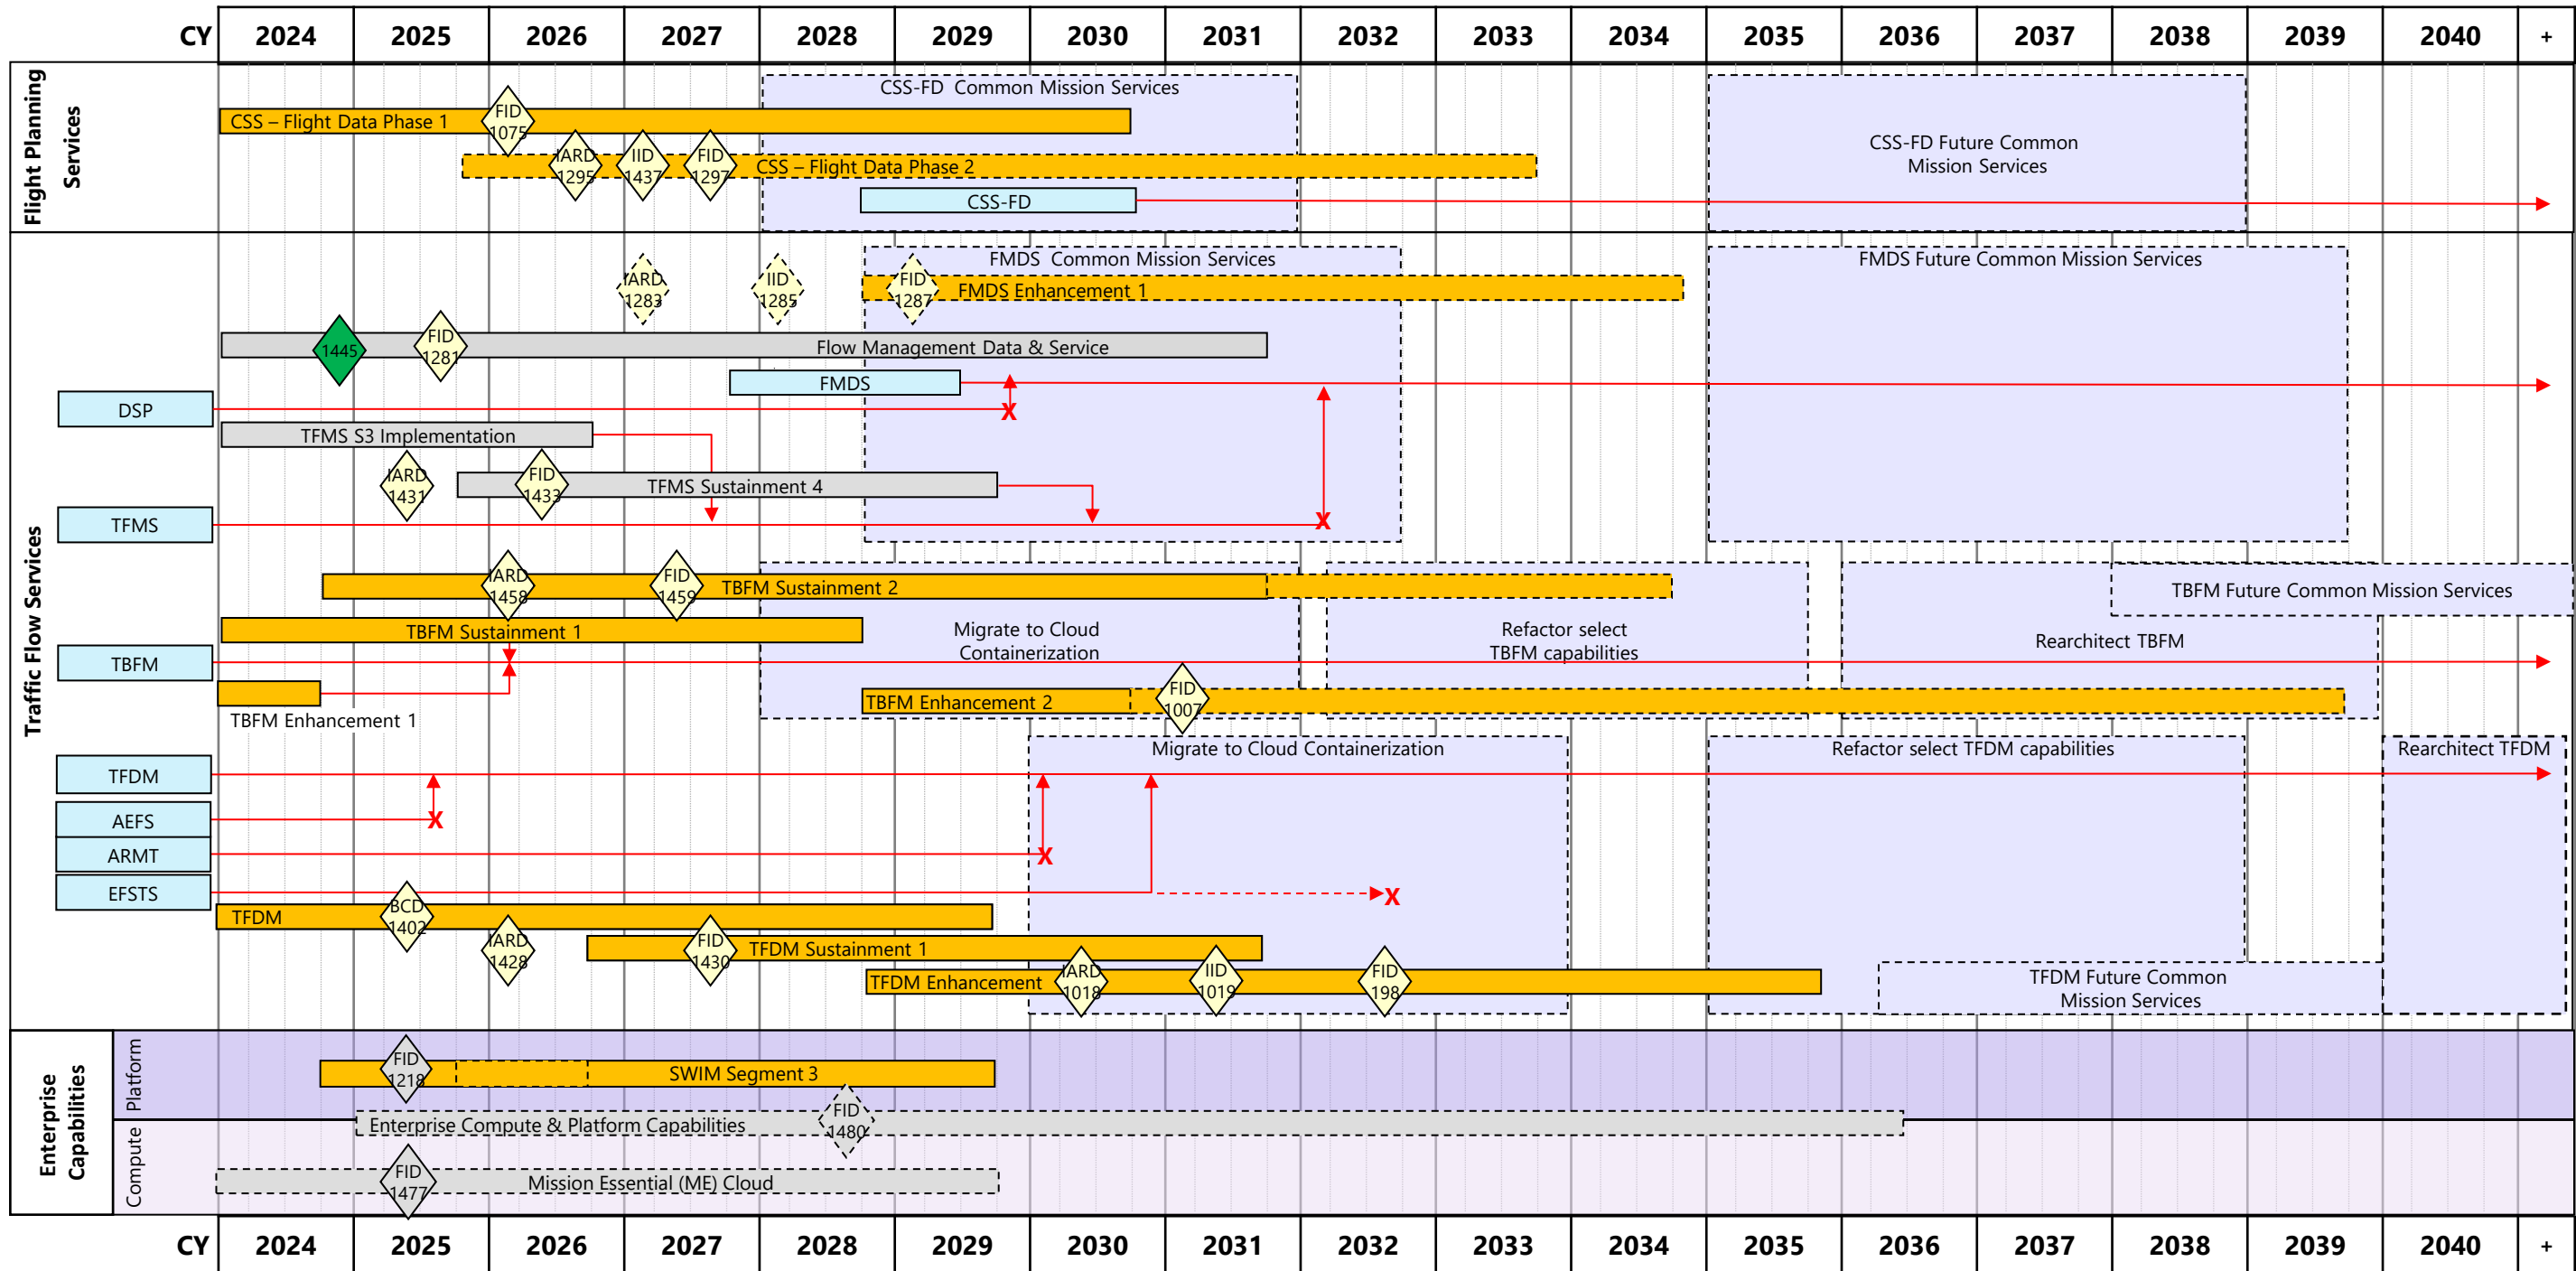 CY 2024 2025 2026 2027 2028 2029 2030 2031 2032 2033 2034 2035 2036 2037 2038 2039 2040 +
Flight Planning
Services
CSS-FD Common Mission Services
FID
1075
CSS – Flight Data Phase 1
IARD
1295
IID
1437
FID
1297
CSS – Flight Data Phase 2
CSS-FD Future Common
Mission Services
CSS-FD
Traffic Flow Services
FMDS Common Mission Services
FMDS Future Common Mission Services
IARD
1283
IID
1285
FID
1287
FMDS Enhancement 1
1445
FID
1281
Flow Management Data & Service
FMDS
DSP
X
TFMS S3 Implementation
IARD
1431
FID
1433
TFMS Sustainment 4
TFMS
X
IARD
1458
FID
1459
TBFM Sustainment 2
TBFM Future Common Mission Services
TBFM Sustainment 1
Migrate to Cloud
Containerization
Refactor select
TBFM capabilities
Rearchitect TBFM
TBFM
TBFM Enhancement 1
TBFM Enhancement 2
FID
1007
Migrate to Cloud Containerization
Refactor select TFDM capabilities
Rearchitect TFDM
TFDM
AEFS
X
ARMT
X
EFSTS
X
TFDM
BCD
1402
IARD
1428
FID
1430
TFDM Sustainment 1
TFDM Enhancement
IARD
1018
IID
1019
FID
198
TFDM Future Common
Mission Services
Enterprise
Capabilities
Platform
FID
1218
SWIM Segment 3
Enterprise Compute & Platform Capabilities
FID
1480
Compute
FID
1477
Mission Essential (ME) Cloud
CY 2024 2025 2026 2027 2028 2029 2030 2031 2032 2033 2034 2035 2036 2037 2038 2039 2040 +